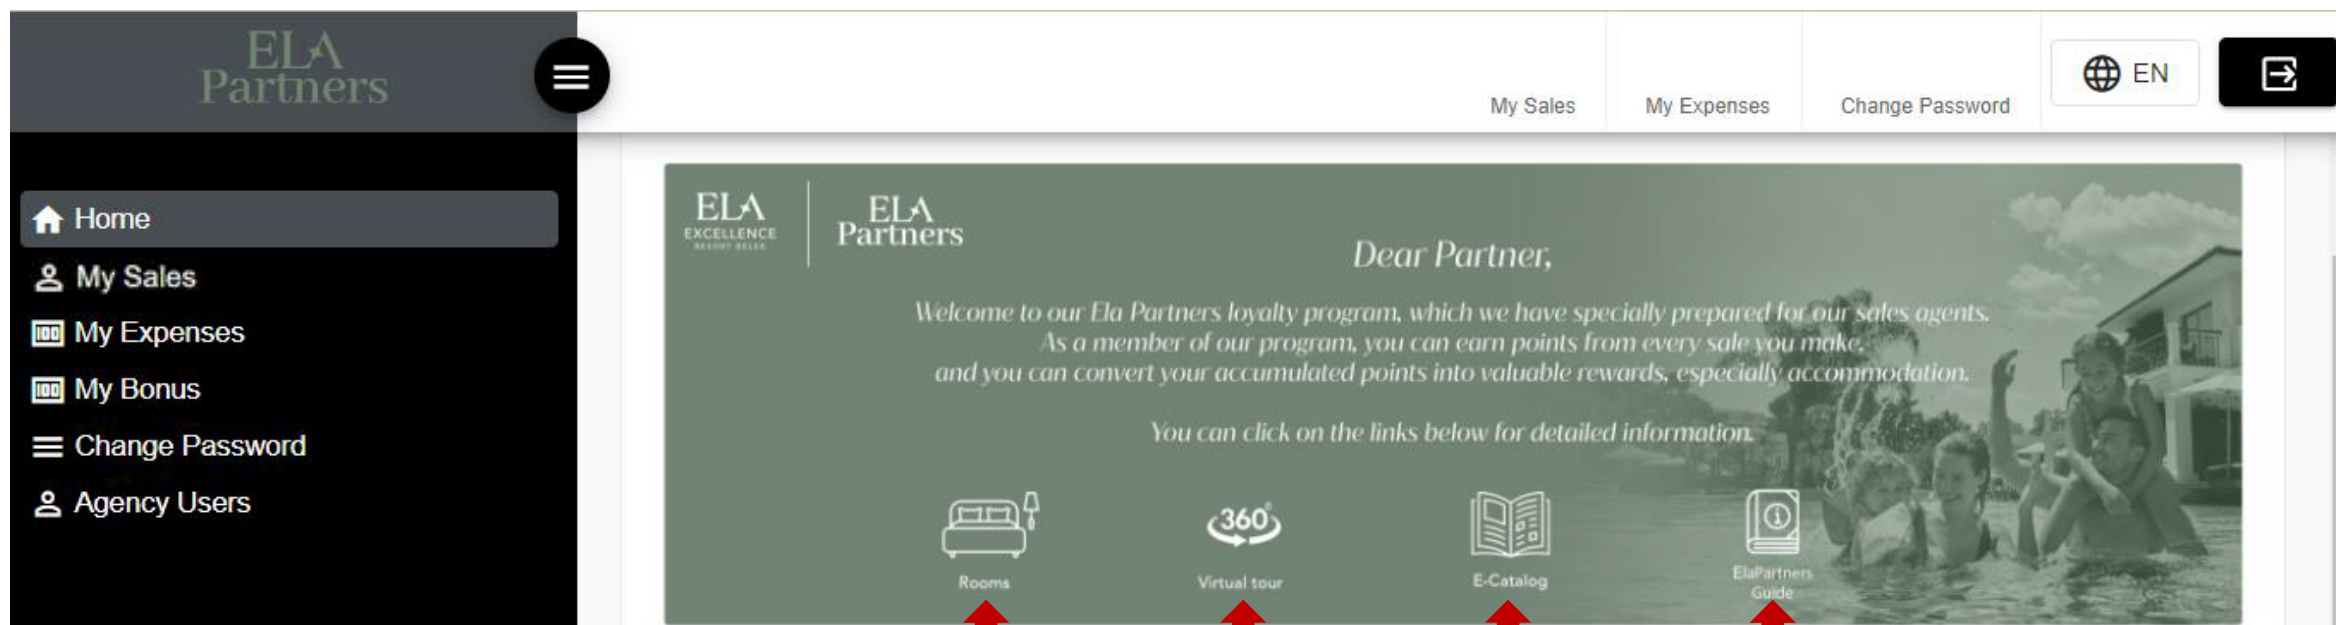 ELA
Partners
My Sales
My Expenses
Change Password
EN
Home
My Sales
My Expenses
My Bonus
Change Password
Agency Users
ELA
EXCELLENCE
RESORT BELEK
ELA
Partners
Dear Partner,
Welcome to our Ela Partners loyalty program, which we have specially prepared for our sales agents.
As a member of our program, you can earn points from every sale you make,
and you can convert your accumulated points into valuable rewards, especially accommodation.
You can click on the links below for detailed information.
360°
Rooms
Virtual tour
E-Catalog
ElaPartners
Guide